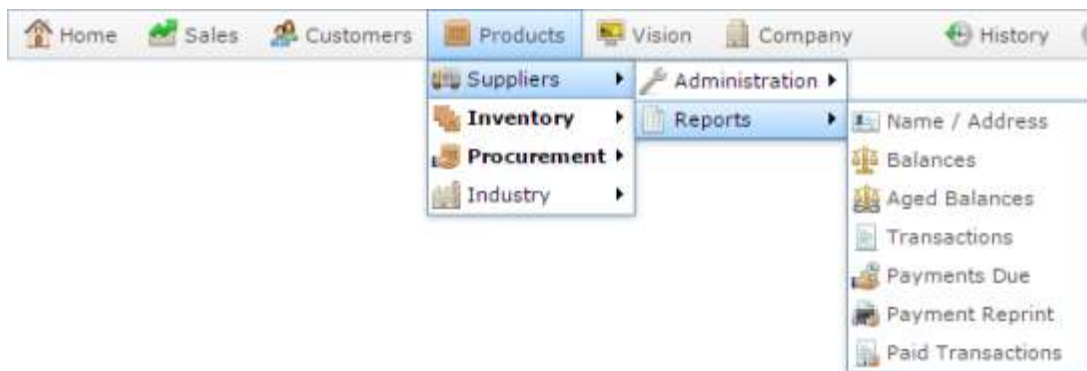 Home Sales Customers Products Vision Company History
Suppliers Administration
Inventory Reports Name / Address
Procurement Balances
Industry Aged Balances
Transactions
Payments Due
Payment Reprint
Paid Transactions